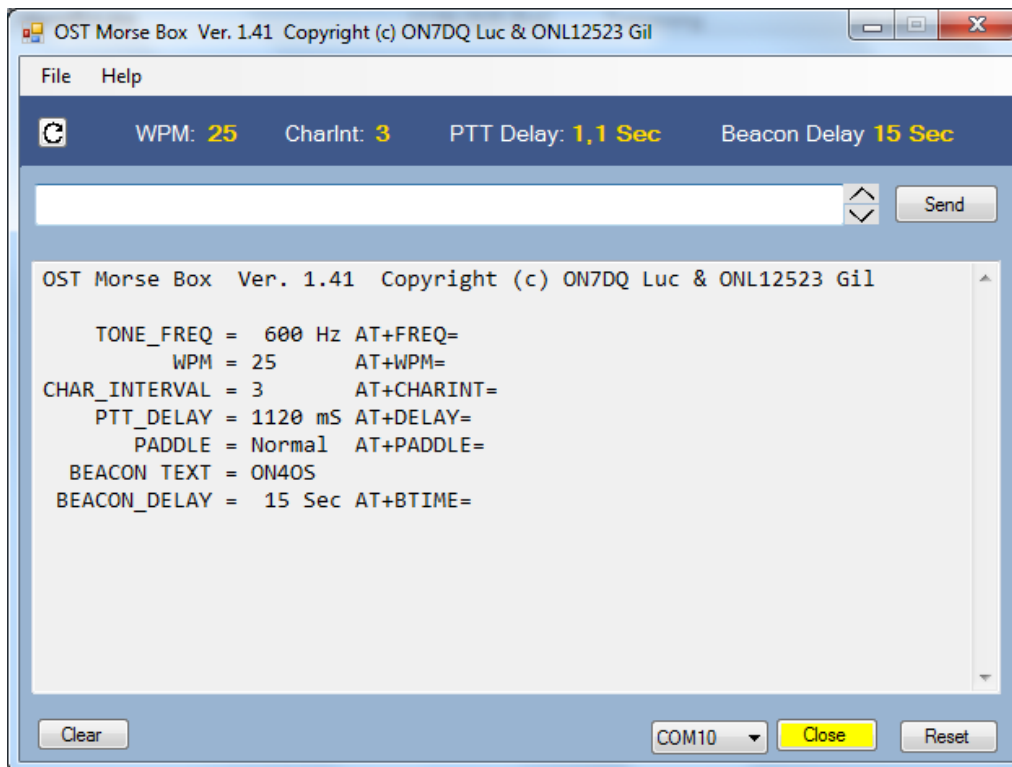 OST Morse Box Ver. 1.41 Copyright (c) ON7DQ Luc & ONL12523 Gil
File Help
WPM: 25 CharInt: 3 PTT Delay: 1,1 Sec Beacon Delay 15 Sec
Send
OST Morse Box Ver. 1.41 Copyright (c) ON7DQ Luc & ONL12523 Gil
TONE_FREQ = 600 Hz AT+FREQ=
WPM = 25 AT+WPM=
CHAR_INTERVAL = 3 AT+CHARINT=
PTT_DELAY = 1120 mS AT+DELAY=
PADDLE = Normal AT+PADDLE=
BEACON TEXT = ON4OS
BEACON_DELAY = 15 Sec AT+BTIME=
Clear COM10 Close Reset